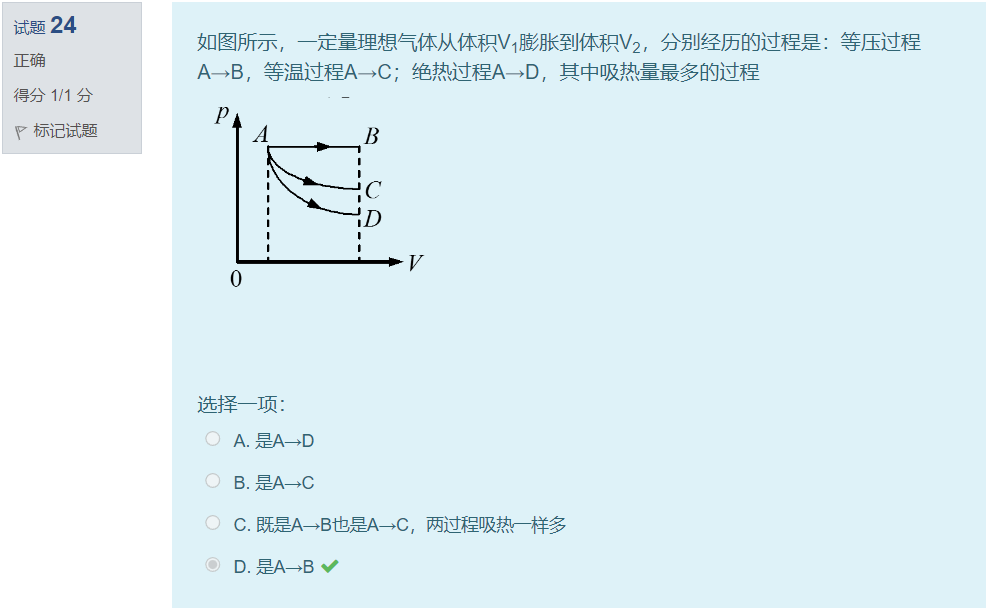 试题 24
正确
得分 1/1 分
标记试题
如图所示，一定量理想气体从体积V₁膨胀到体积V₂，分别经历的过程是：等压过程
A→B，等温过程A→C；绝热过程A→D，其中吸热量最多的过程
p
A
B
C
D
V
0
选择一项：
A. 是A→D
B. 是A→C
C. 既是A→B也是A→C，两过程吸热一样多
D. 是A→B